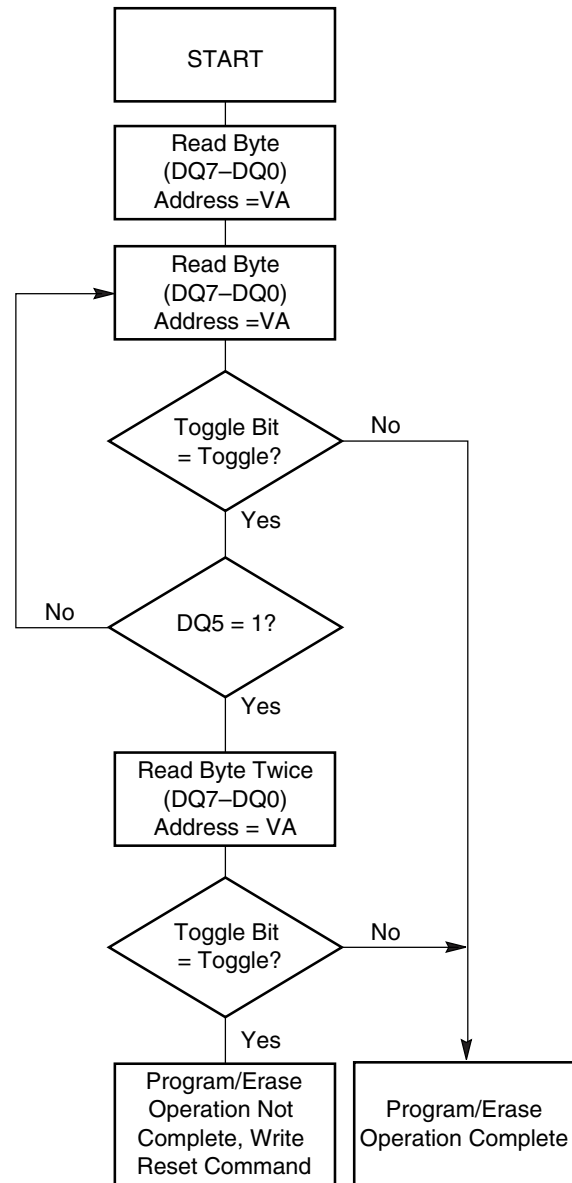 START
Read Byte
(DQ7–DQ0)
Address =VA
Read Byte
(DQ7–DQ0)
Address =VA
Toggle Bit
= Toggle?
No
Yes
DQ5 = 1?
No
Yes
Read Byte Twice
(DQ7–DQ0)
Address = VA
Toggle Bit
= Toggle?
No
Yes
Program/Erase
Operation Not
Complete, Write
Reset Command
Program/Erase
Operation Complete